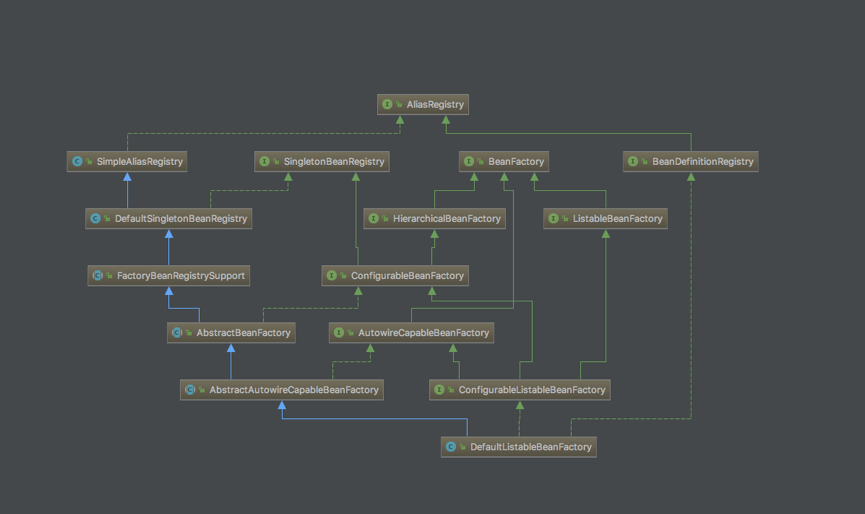 AliasRegistry
SimpleAliasRegistry
SingletonBeanRegistry
BeanFactory
BeanDefinitionRegistry
DefaultSingletonBeanRegistry
HierarchicalBeanFactory
ListableBeanFactory
FactoryBeanRegistrySupport
ConfigurableBeanFactory
AbstractBeanFactory
AutowireCapableBeanFactory
AbstractAutowireCapableBeanFactory
ConfigurableListableBeanFactory
DefaultListableBeanFactory